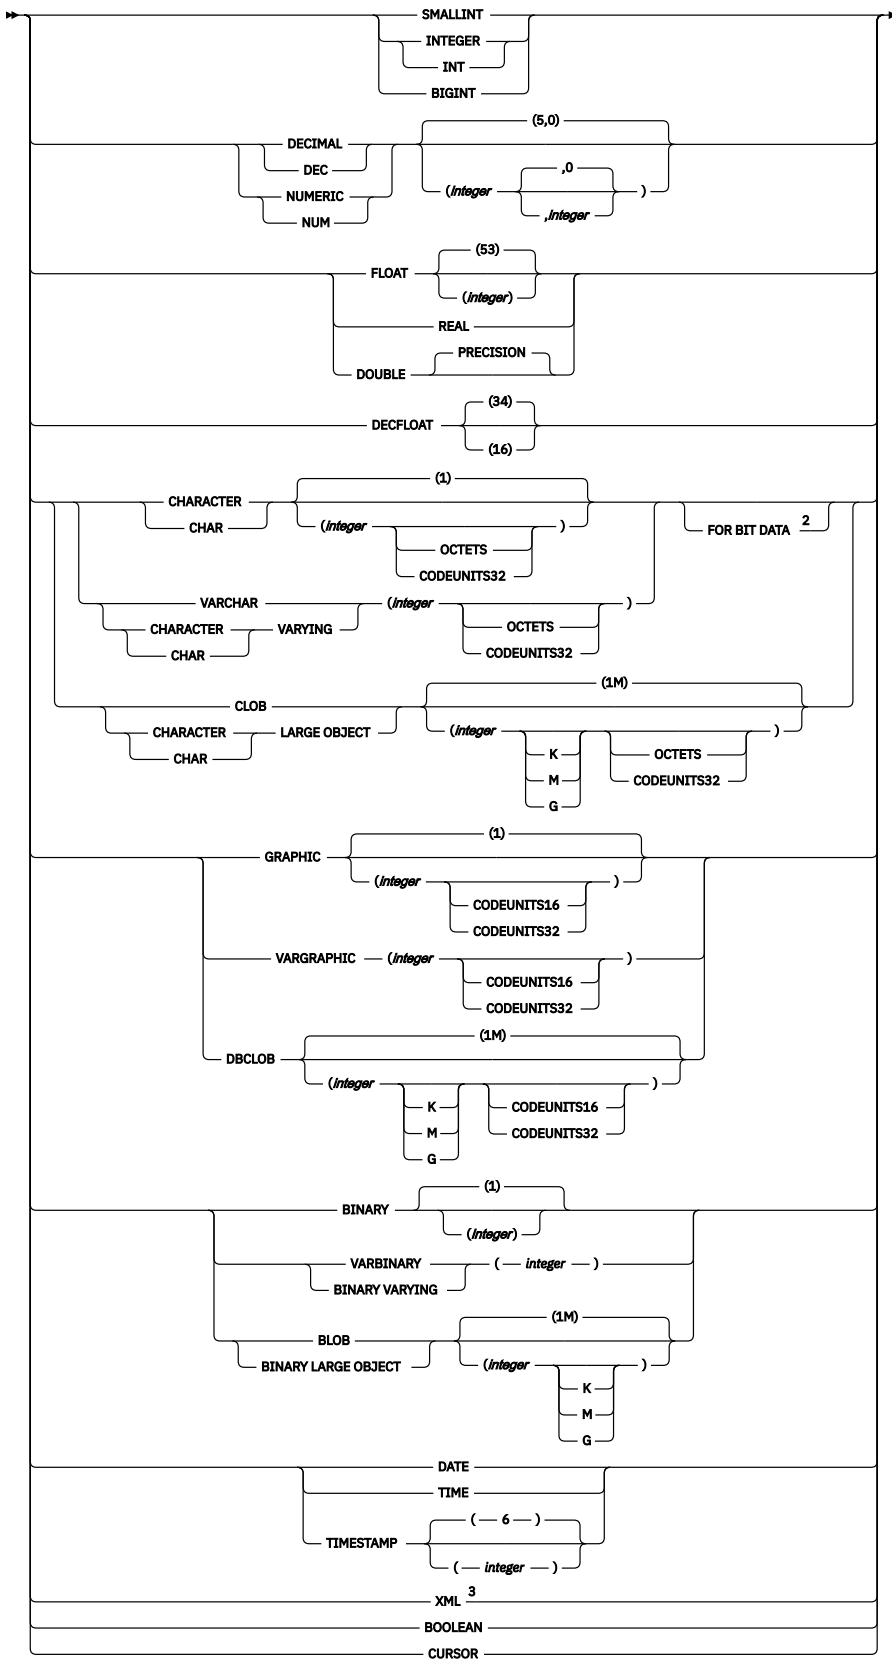 SMALLINT
INTEGER
INT
BIGINT
(5,0)
DECIMAL
DEC
,0
NUMERIC (integer )
,integer
NUM
(53)
FLOAT
(integer)
REAL
PRECISION
DOUBLE
(34)
DECFLOAT
(16)
(1)
CHARACTER
CHAR (integer ) FOR BIT DATA 2
OCTETS
CODEUNITS32
VARCHAR (integer )
CHARACTER VARYING OCTETS
CHAR CODEUNITS32
(1M)
CLOB
CHARACTER LARGE OBJECT (integer )
CHAR K OCTETS
M CODEUNITS32
G
(1)
GRAPHIC
(integer )
CODEUNITS16
CODEUNITS32
VARGRAPHIC (integer )
CODEUNITS16
CODEUNITS32
(1M)
DBCLOB
(integer )
K CODEUNITS16
M CODEUNITS32
G
(1)
BINARY
(integer)
VARBINARY ( integer )
BINARY VARYING
(1M)
BLOB
BINARY LARGE OBJECT (integer )
K
M
G
DATE
TIME
( 6 )
TIMESTAMP
( integer )
XML 3
BOOLEAN
CURSOR